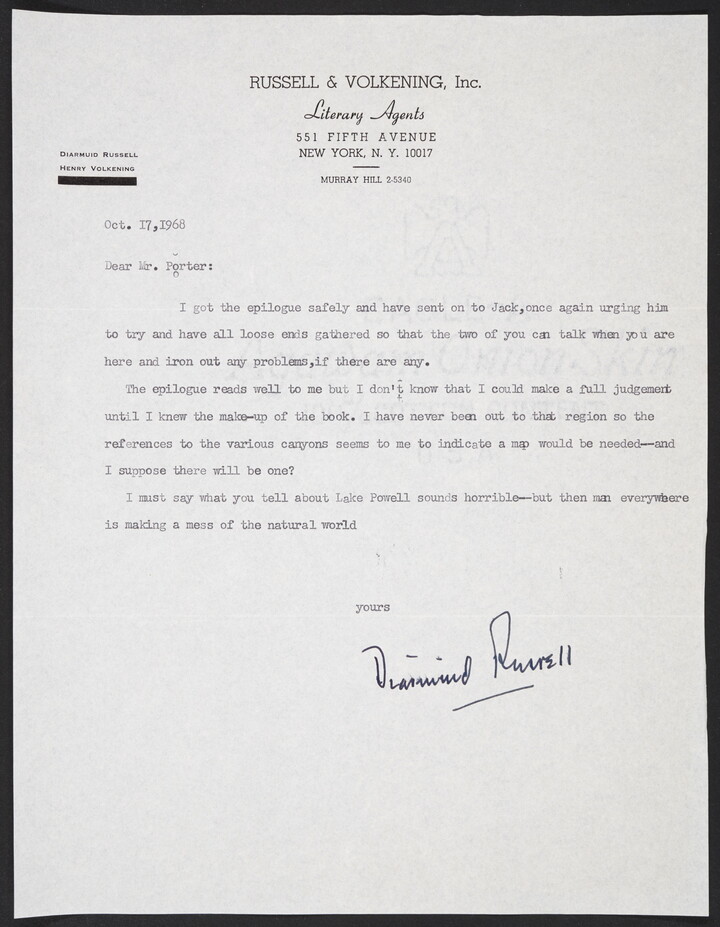 RUSSELL & VOLKENING, Inc.
Literary Agents
551 FIFTH AVENUE
NEW YORK, N. Y. 10017
MURRAY HILL 2-5340
DIARMUID RUSSELL
HENRY VOLKENING
Oct. 17,1968
Dear Mr. Porter:
I got the epilogue safely and have sent on to Jack,once again urging him
to try and have all loose ends gathered so that the two of you can talk when you are
here and iron out any problems,if there are any.
The epilogue reads well to me but I don't know that I could make a full judgement
until I knew the make-up of the book. I have never been out to that region so the
references to the various canyons seems to me to indicate a map would be needed--and
I suppose there will be one?
I must say what you tell about Lake Powell sounds horrible--but then man everywhere
is making a mess of the natural world
yours
Diarmuid Russell